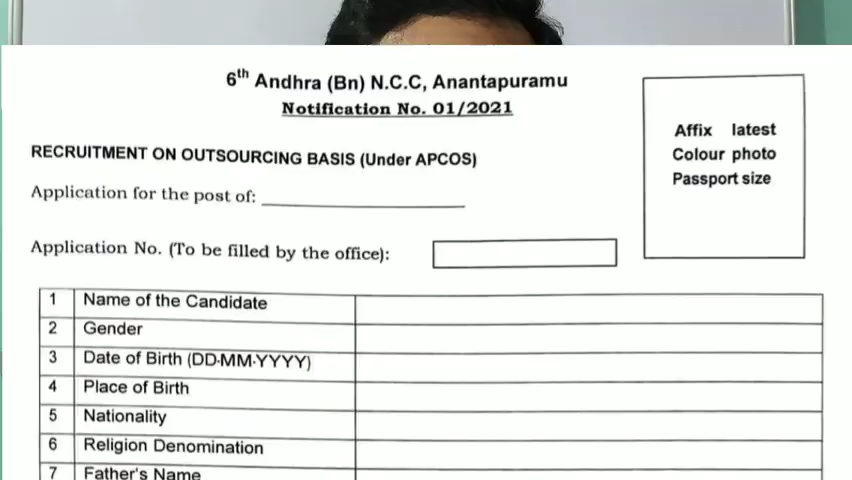 6th Andhra (Bn) N.C.C, Anantapuramu
Notification No. 01/2021
Affix latest
Colour photo
Passport size
RECRUITMENT ON OUTSOURCING BASIS (Under APCOS)
Application for the post of: ____________________
Application No. (To be filled by the office):
1 Name of the Candidate
2 Gender
3 Date of Birth (DD-MM-YYYY)
4 Place of Birth
5 Nationality
6 Religion Denomination
7 Father's Name